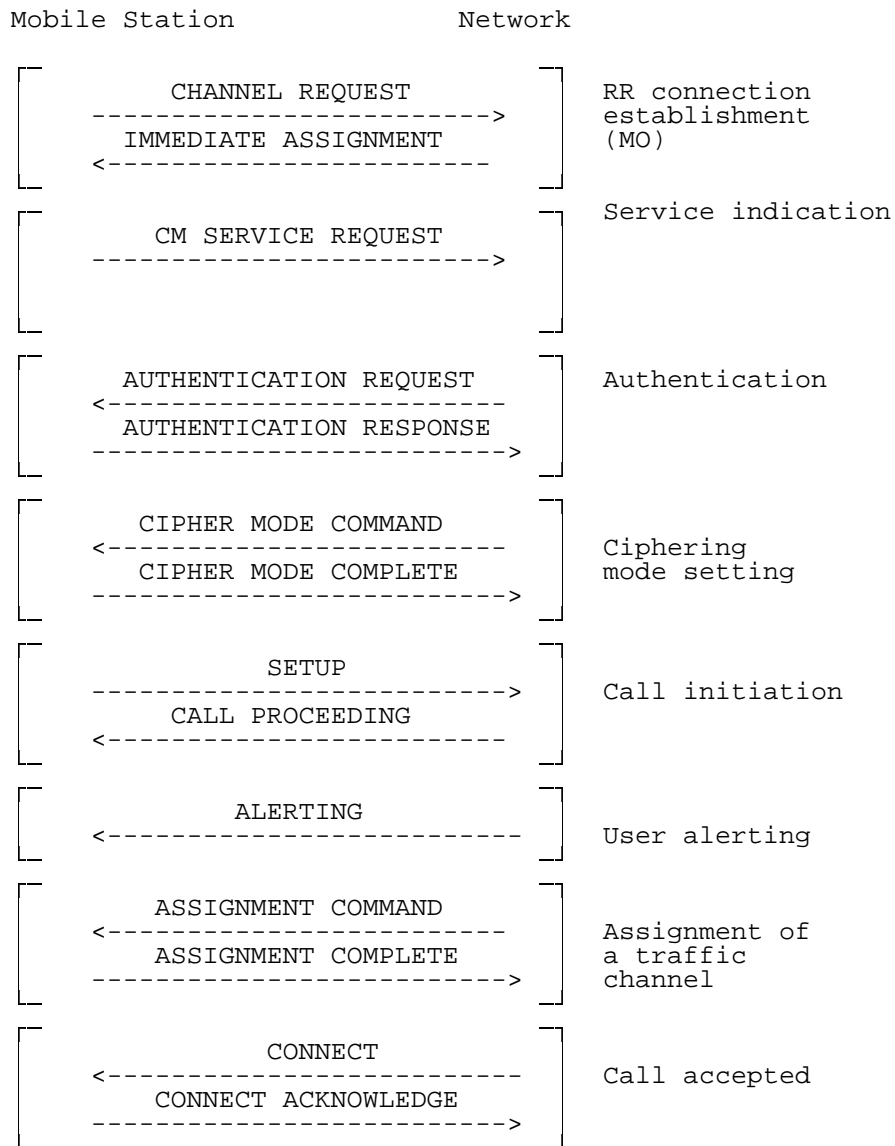 Mobile Station Network
CHANNEL REQUEST RR connection
-------------------------> establishment
IMMEDIATE ASSIGNMENT (MO)
<------------------------
Service indication
CM SERVICE REQUEST
------------------------->
AUTHENTICATION REQUEST Authentication
<-------------------------
AUTHENTICATION RESPONSE
-------------------------->
CIPHER MODE COMMAND
<------------------------- Ciphering
CIPHER MODE COMPLETE mode setting
-------------------------->
SETUP
--------------------------> Call initiation
CALL PROCEEDING
<-------------------------
ALERTING
<-------------------------- User alerting
ASSIGNMENT COMMAND
<------------------------- Assignment of
ASSIGNMENT COMPLETE a traffic
--------------------------> channel
CONNECT
<-------------------------- Call accepted
CONNECT ACKNOWLEDGE
-------------------------->